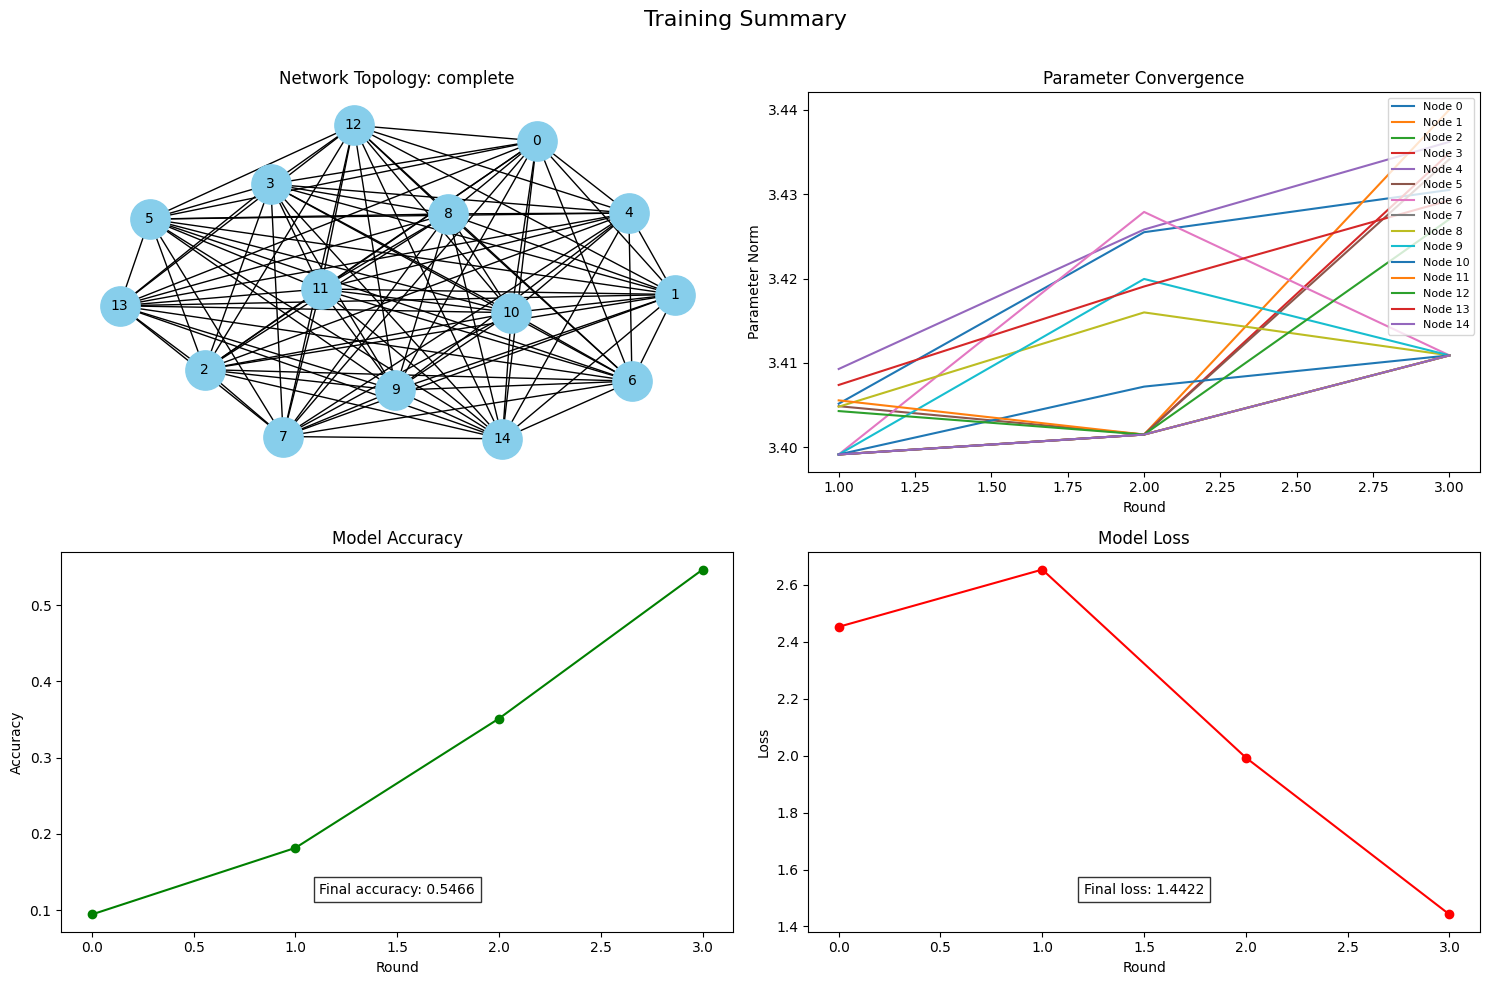 Training Summary
Network Topology: complete
12
0
3
4
8
5
11
1
13
10
2
6
9
7
14
Parameter Convergence
3.44
3.43
3.42
3.41
3.40
Parameter Norm
Node 0
Node 1
Node 2
Node 3
Node 4
Node 5
Node 6
Node 7
Node 8
Node 9
Node 10
Node 11
Node 12
Node 13
Node 14
1.00 1.25 1.50 1.75 2.00 2.25 2.50 2.75 3.00
Round
Model Accuracy
0.5
0.4
0.3
0.2
0.1
Accuracy
Final accuracy: 0.5466
0.0 0.5 1.0 1.5 2.0 2.5 3.0
Round
Model Loss
2.6
2.4
2.2
2.0
1.8
1.6
1.4
Loss
Final loss: 1.4422
0.0 0.5 1.0 1.5 2.0 2.5 3.0
Round